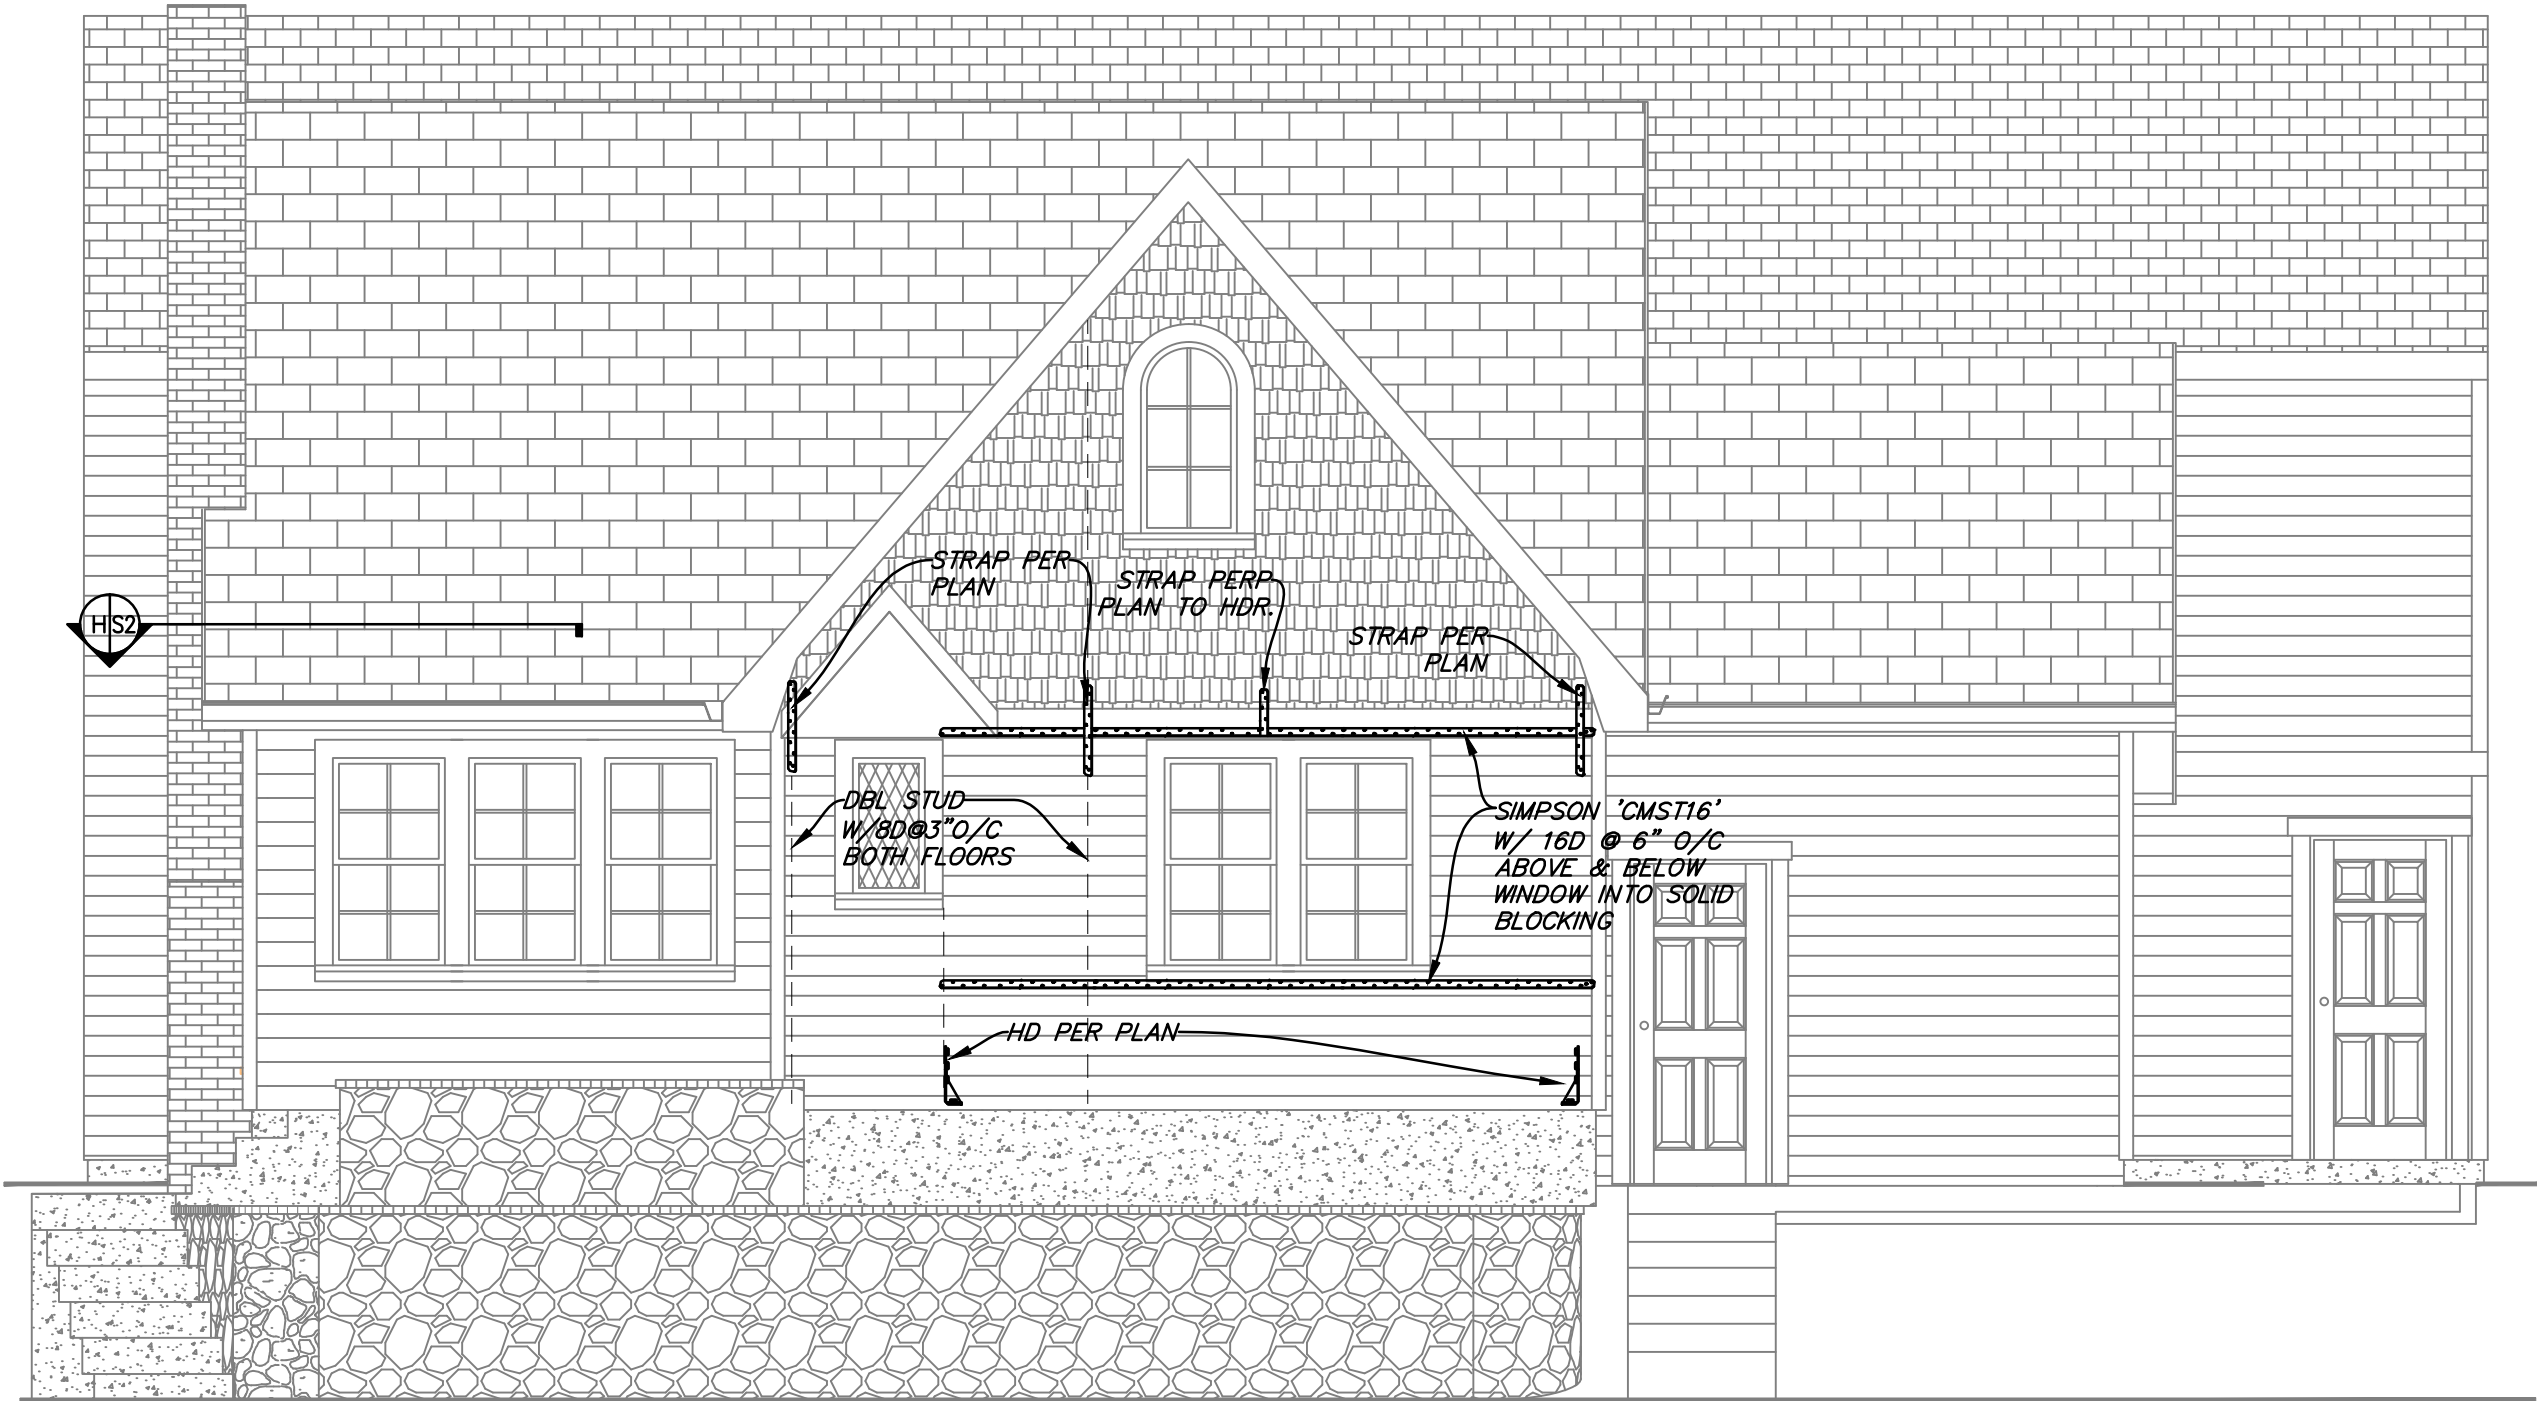 STRAP PER
PLAN
STRAP PERP
PLAN TO HDR.
H S2
STRAP PER
PLAN
DBL STUD
W/8D@3"O/C
BOTH FLOORS
SIMPSON 'CMST16'
W/ 16D @ 6" O/C
ABOVE & BELOW
WINDOW INTO SOLID
BLOCKING
HD PER PLAN